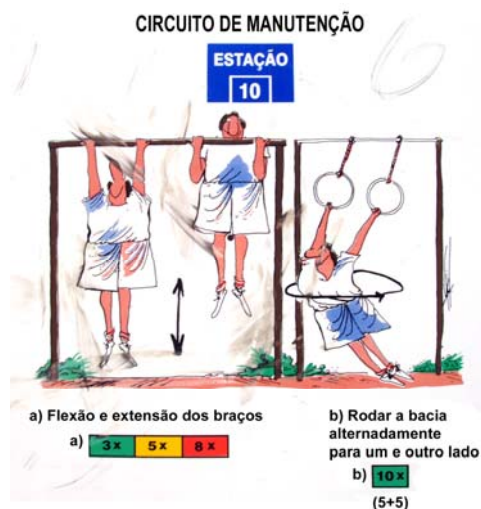 CIRCUITO DE MANUTENÇÃO
ESTAÇÃO
10
a) Flexão e extensão dos braços
a) 3x 5x 8x
b) Rodar a bacia
alternadamente
para um e outro lado
b) 10x
(5+5)